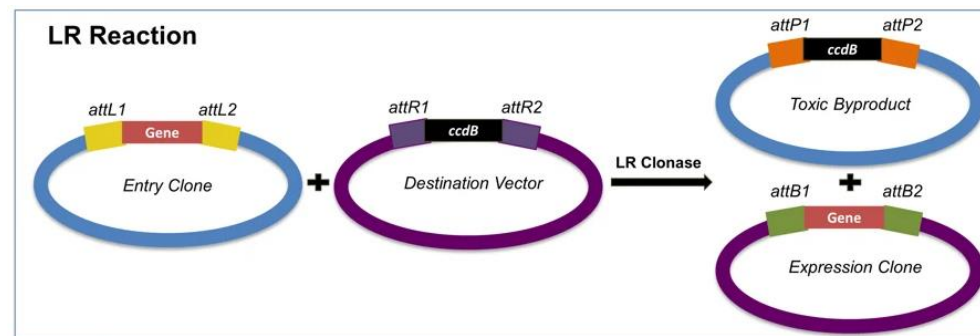 LR Reaction
attL1
attL2
Gene
Entry Clone
+
attR1
attR2
ccdB
Destination Vector
LR Clonase
attP1
attP2
ccdB
Toxic Byproduct
+
attB1
attB2
Gene
Expression Clone